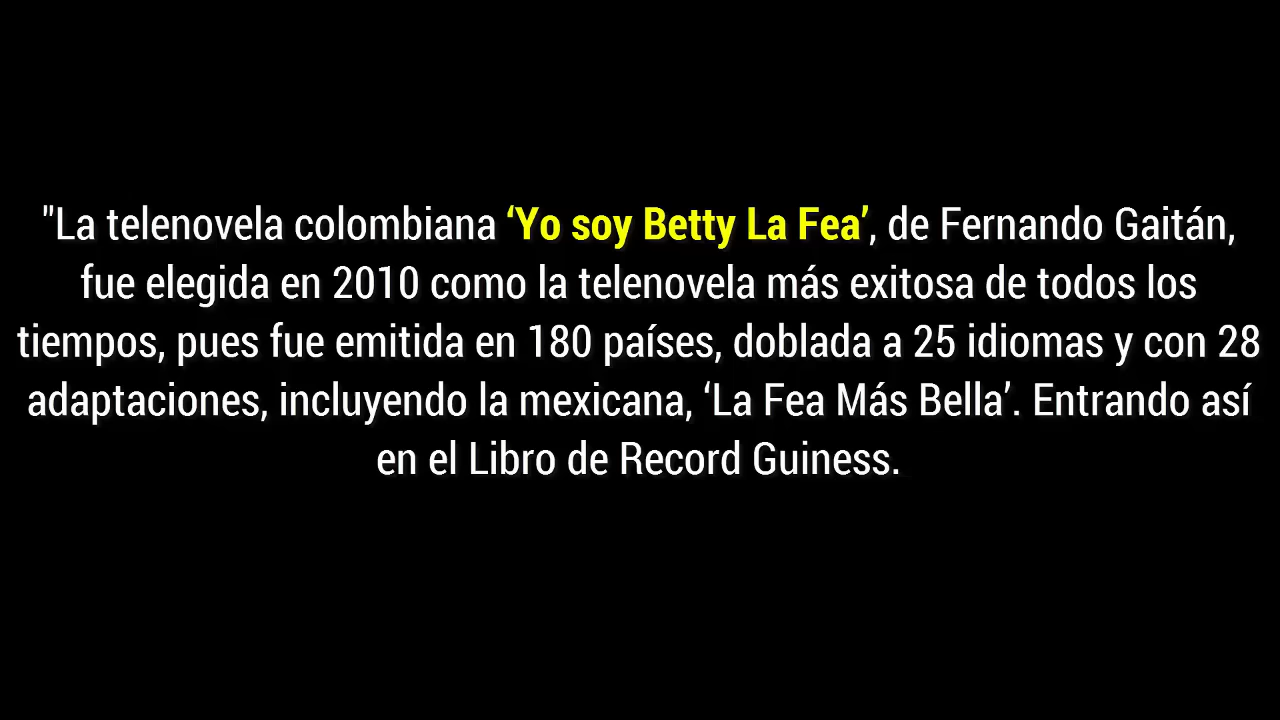 "La telenovela colombiana ‘Yo soy Betty La Fea’, de Fernando Gaitán,
fue elegida en 2010 como la telenovela más exitosa de todos los
tiempos, pues fue emitida en 180 países, doblada a 25 idiomas y con 28
adaptaciones, incluyendo la mexicana, ‘La Fea Más Bella’. Entrando así
en el Libro de Record Guiness.